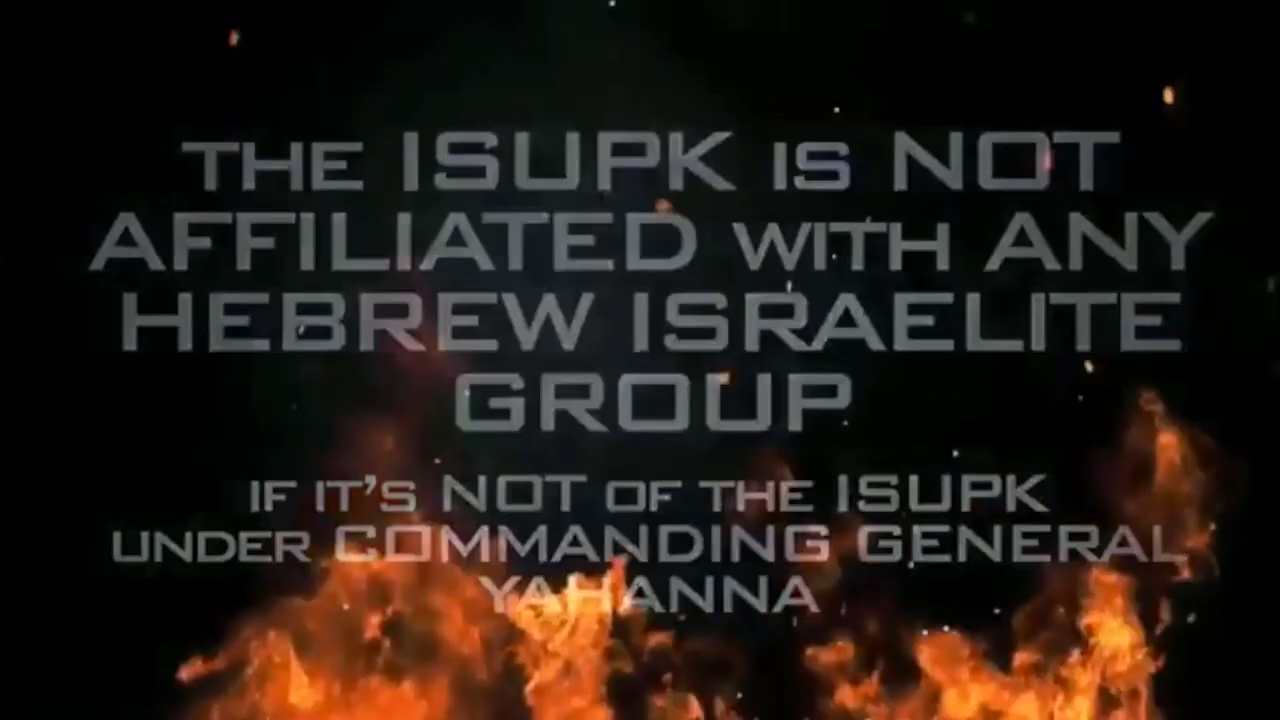 THE ISUPK IS NOT
AFFILIATED WITH ANY
HEBREW ISRAELITE
GROUP
IF IT'S NOT OF THE ISUPK
UNDER COMMANDING GENERAL
YAHANNA